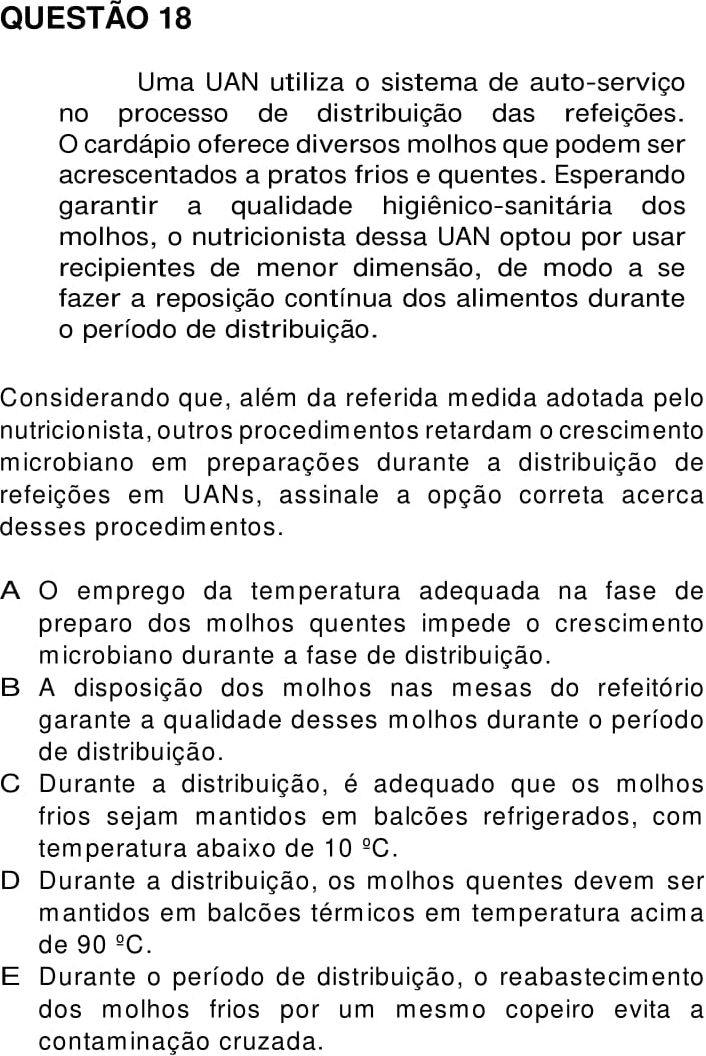 QUESTÃO 18
Uma UAN utiliza o sistema de auto-serviço
no processo de distribuição das refeições.
O cardápio oferece diversos molhos que podem ser
acrescentados a pratos frios e quentes. Esperando
garantir a qualidade higiênico-sanitária dos
molhos, o nutricionista dessa UAN optou por usar
recipientes de menor dimensão, de modo a se
fazer a reposição contínua dos alimentos durante
o período de distribuição.
Considerando que, além da referida medida adotada pelo
nutricionista, outros procedimentos retardam o crescimento
microbiano em preparações durante a distribuição de
refeições em UANs, assinale a opção correta acerca
desses procedimentos.
A O emprego da temperatura adequada na fase de
preparo dos molhos quentes impede o crescimento
microbiano durante a fase de distribuição.
B A disposição dos molhos nas mesas do refeitório
garante a qualidade desses molhos durante o período
de distribuição.
C Durante a distribuição, é adequado que os molhos
frios sejam mantidos em balcões refrigerados, com
temperatura abaixo de 10 ºC.
D Durante a distribuição, os molhos quentes devem ser
mantidos em balcões térmicos em temperatura acima
de 90 ºC.
E Durante o período de distribuição, o reabastecimento
dos molhos frios por um mesmo copeiro evita a
contaminação cruzada.